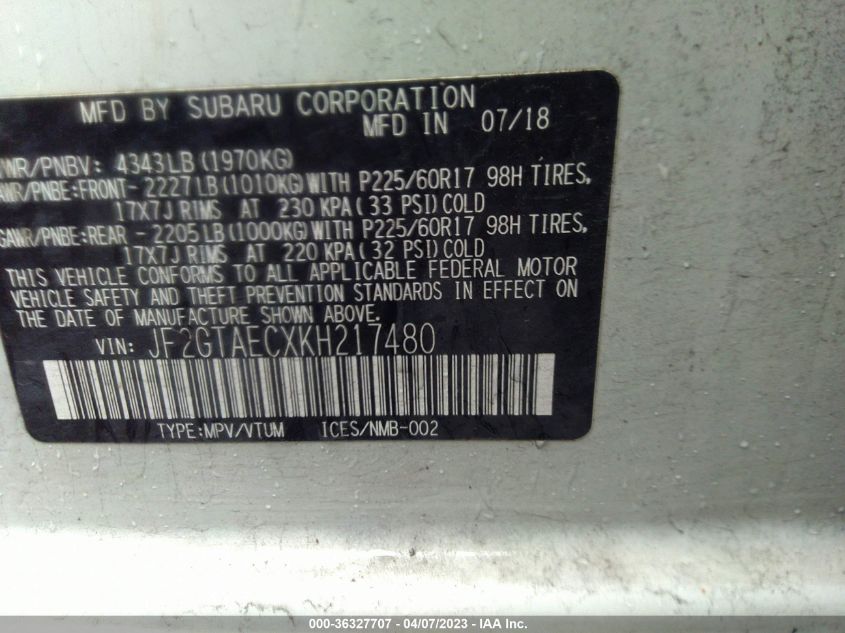 MFD BY SUBARU CORPORATION
MFD IN 07/18
WR/PNBV: 4343LB(1970KG)
AWR/PNBE:FRONT- 2227LB(1010KG)WITH P225/60R17 98H TIRES,
17X7J RIMS AT 230 KPA(33 PSI)COLD
GAWR/PNBE:REAR - 2205LB(1000KG)WITH P225/60R17 98H TIRES,
17X7J RIMS AT 220 KPA(32 PSI)COLD
THIS VEHICLE CONFORMS TO ALL APPLICABLE FEDERAL MOTOR
VEHICLE SAFETY AND THEFT PREVENTION STANDARDS IN EFFECT ON
THE DATE OF MANUFACTURE SHOWN ABOVE.
VIN: JF2GTAECXKH217480
TYPE:MPV/VTUM ICES/NMB-002
000-36327707 - 04/07/2023 - © IAA Inc.